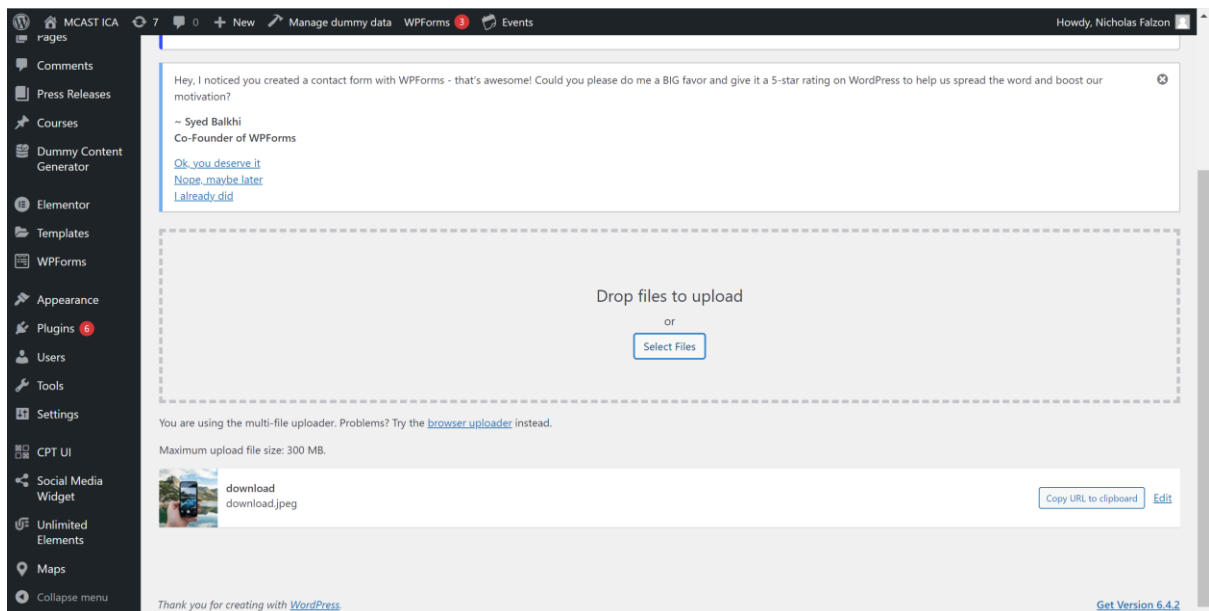 MCAST ICA 7 0 New Manage dummy data WPForms 3 Events Howdy, Nicholas Falzon
Pages
Comments
Press Releases
Courses
Dummy Content
Generator
Elementor
Templates
WPForms
Appearance
Plugins 6
Users
Tools
Settings
CPT UI
Social Media
Widget
Unlimited
Elements
Maps
Collapse menu
Hey, I noticed you created a contact form with WPForms - that's awesome! Could you please do me a BIG favor and give it a 5-star rating on WordPress to help us spread the word and boost our
motivation?
~ Syed Balkhi
Co-Founder of WPForms
Ok, you deserve it
Nope, maybe later
I already did
Drop files to upload
or
Select Files
You are using the multi-file uploader. Problems? Try the browser uploader instead.
Maximum upload file size: 300 MB.
download
download.jpeg
Copy URL to clipboard Edit
Thank you for creating with WordPress. Get Version 6.4.2